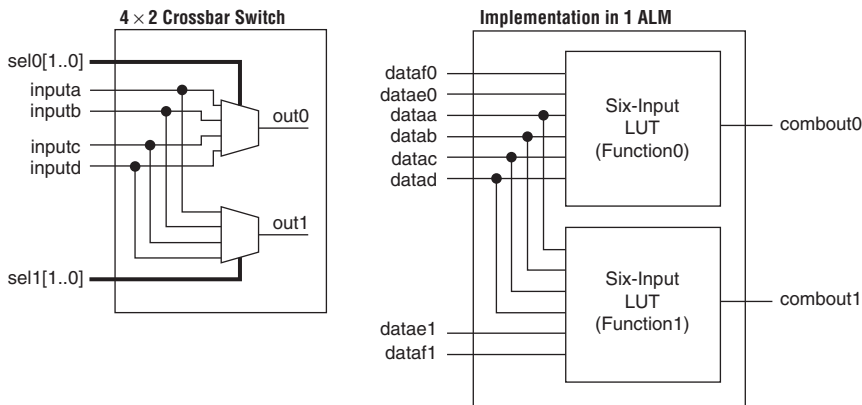 4 × 2 Crossbar Switch
sel0[1..0]
inputa
inputb
inputc
inputd
out0
out1
sel1[1..0]
Implementation in 1 ALM
dataf0
datae0
dataa
datab
datac
datad
Six-Input
LUT
(Function0)
combout0
Six-Input
LUT
(Function1)
combout1
datae1
dataf1